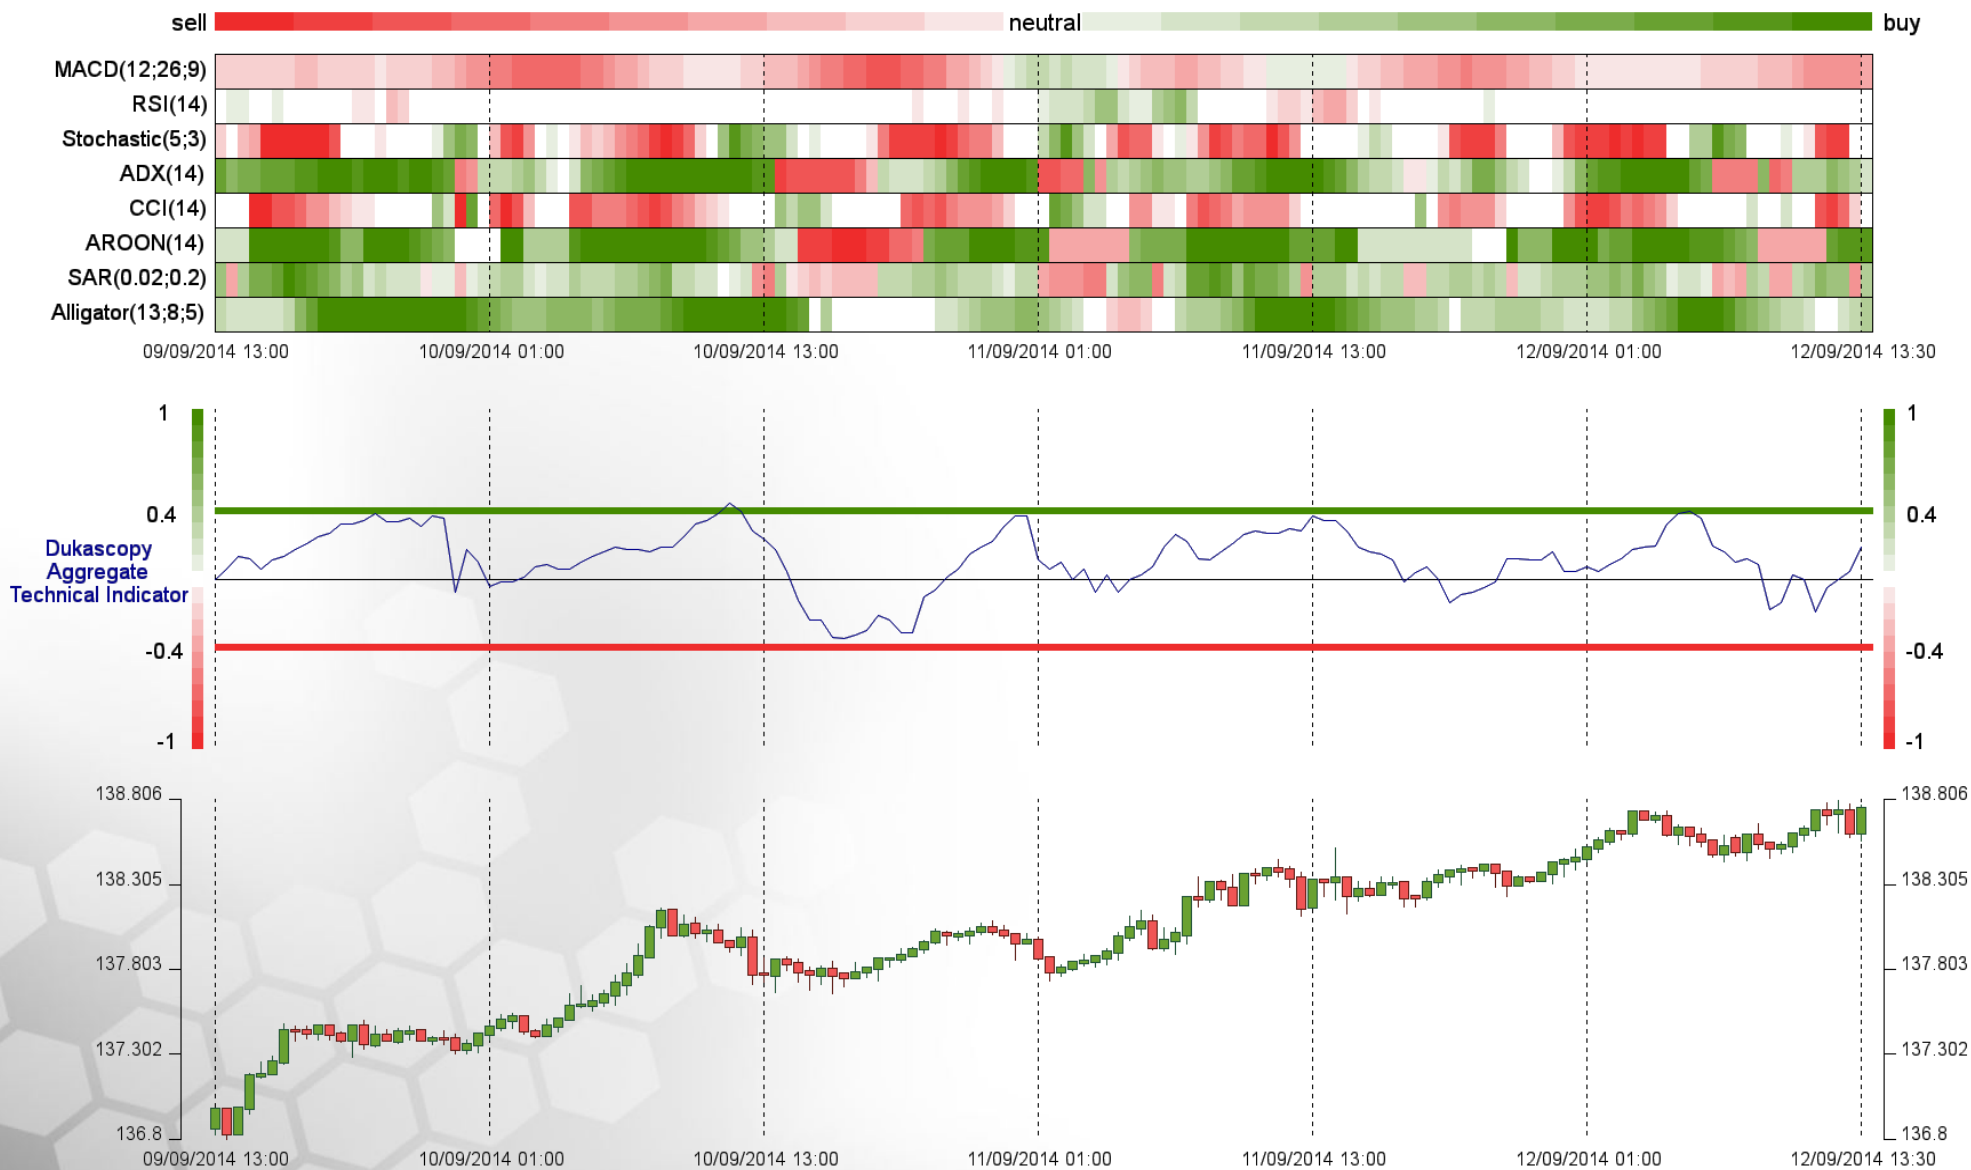 sell neutral buy
MACD(12;26;9)
RSI(14)
Stochastic(5;3)
ADX(14)
CCI(14)
AROON(14)
SAR(0.02;0.2)
Alligator(13;8;5)
09/09/2014 13:00 10/09/2014 01:00 10/09/2014 13:00 11/09/2014 01:00 11/09/2014 13:00 12/09/2014 01:00 12/09/2014 13:30
1 1
0.4 0.4
Dukascopy
Aggregate
Technical Indicator
-0.4 -0.4
-1 -1
138.806 138.806
138.305 138.305
137.803 137.803
137.302 137.302
136.8 136.8
09/09/2014 13:00 10/09/2014 01:00 10/09/2014 13:00 11/09/2014 01:00 11/09/2014 13:00 12/09/2014 01:00 12/09/2014 13:30